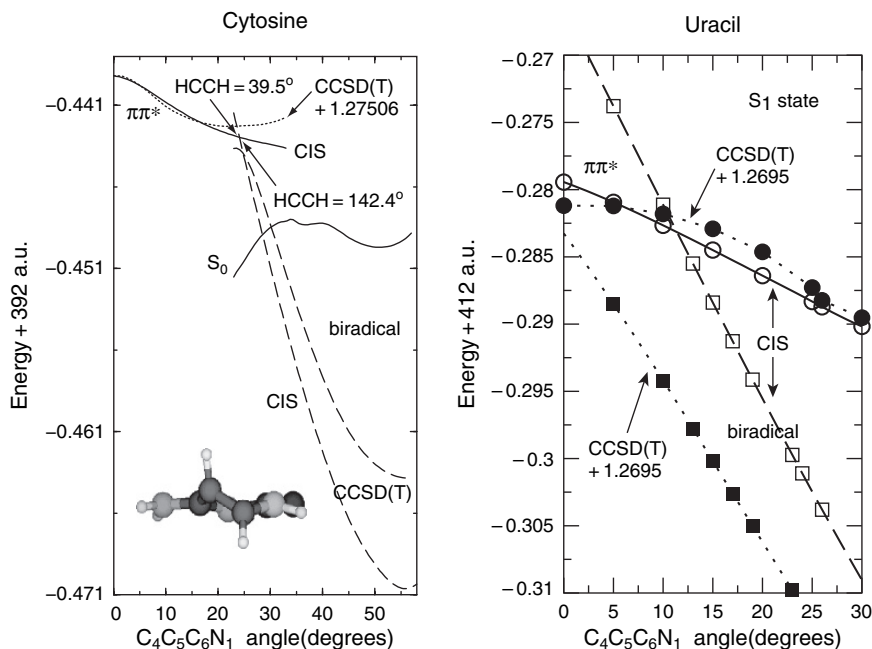 Cytosine
Energy + 392 a.u.
−0.441
−0.451
−0.461
−0.471
ππ*
HCCH = 39.5°
CCSD(T)
+ 1.27506
CIS
HCCH = 142.4°
S₀
biradical
CIS
CCSD(T)
0 10 20 30 40 50
C₄C₅C₆N₁ angle(degrees)
Uracil
Energy + 412 a.u.
−0.27
−0.275
−0.28
−0.285
−0.29
−0.295
−0.3
−0.305
−0.31
S₁ state
ππ*
CCSD(T)
+ 1.2695
CIS
biradical
CCSD(T)
+ 1.2695
0 5 10 15 20 25 30
C₄C₅C₆N₁ angle(degrees)